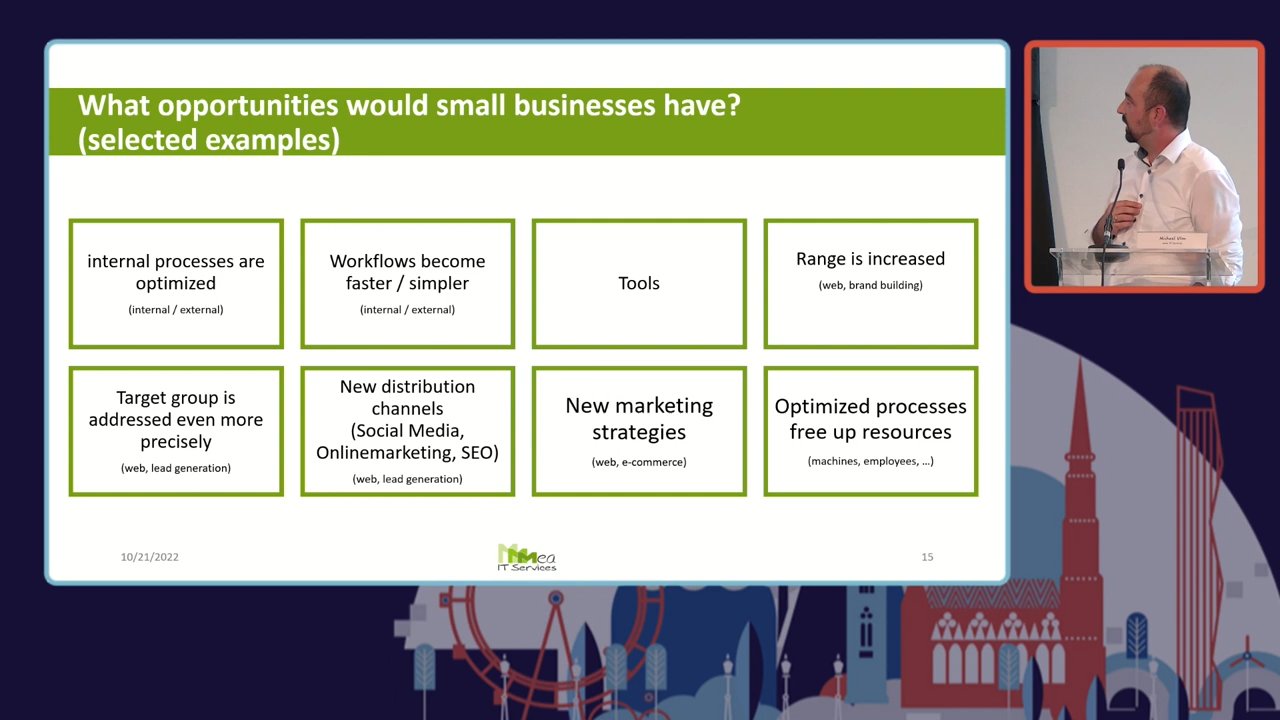 What opportunities would small businesses have?
(selected examples)
internal processes are
optimized
(internal / external)
Workflows become
faster / simpler
(internal / external)
Tools
Range is increased
(web, brand building)
Target group is
addressed even more
precisely
(web, lead generation)
New distribution
channels
(Social Media,
Onlinemarketing, SEO)
(web, lead generation)
New marketing
strategies
(web, e-commerce)
Optimized processes
free up resources
(machines, employees, ...)
10/21/2022
MMMea
IT Services
15
Michael